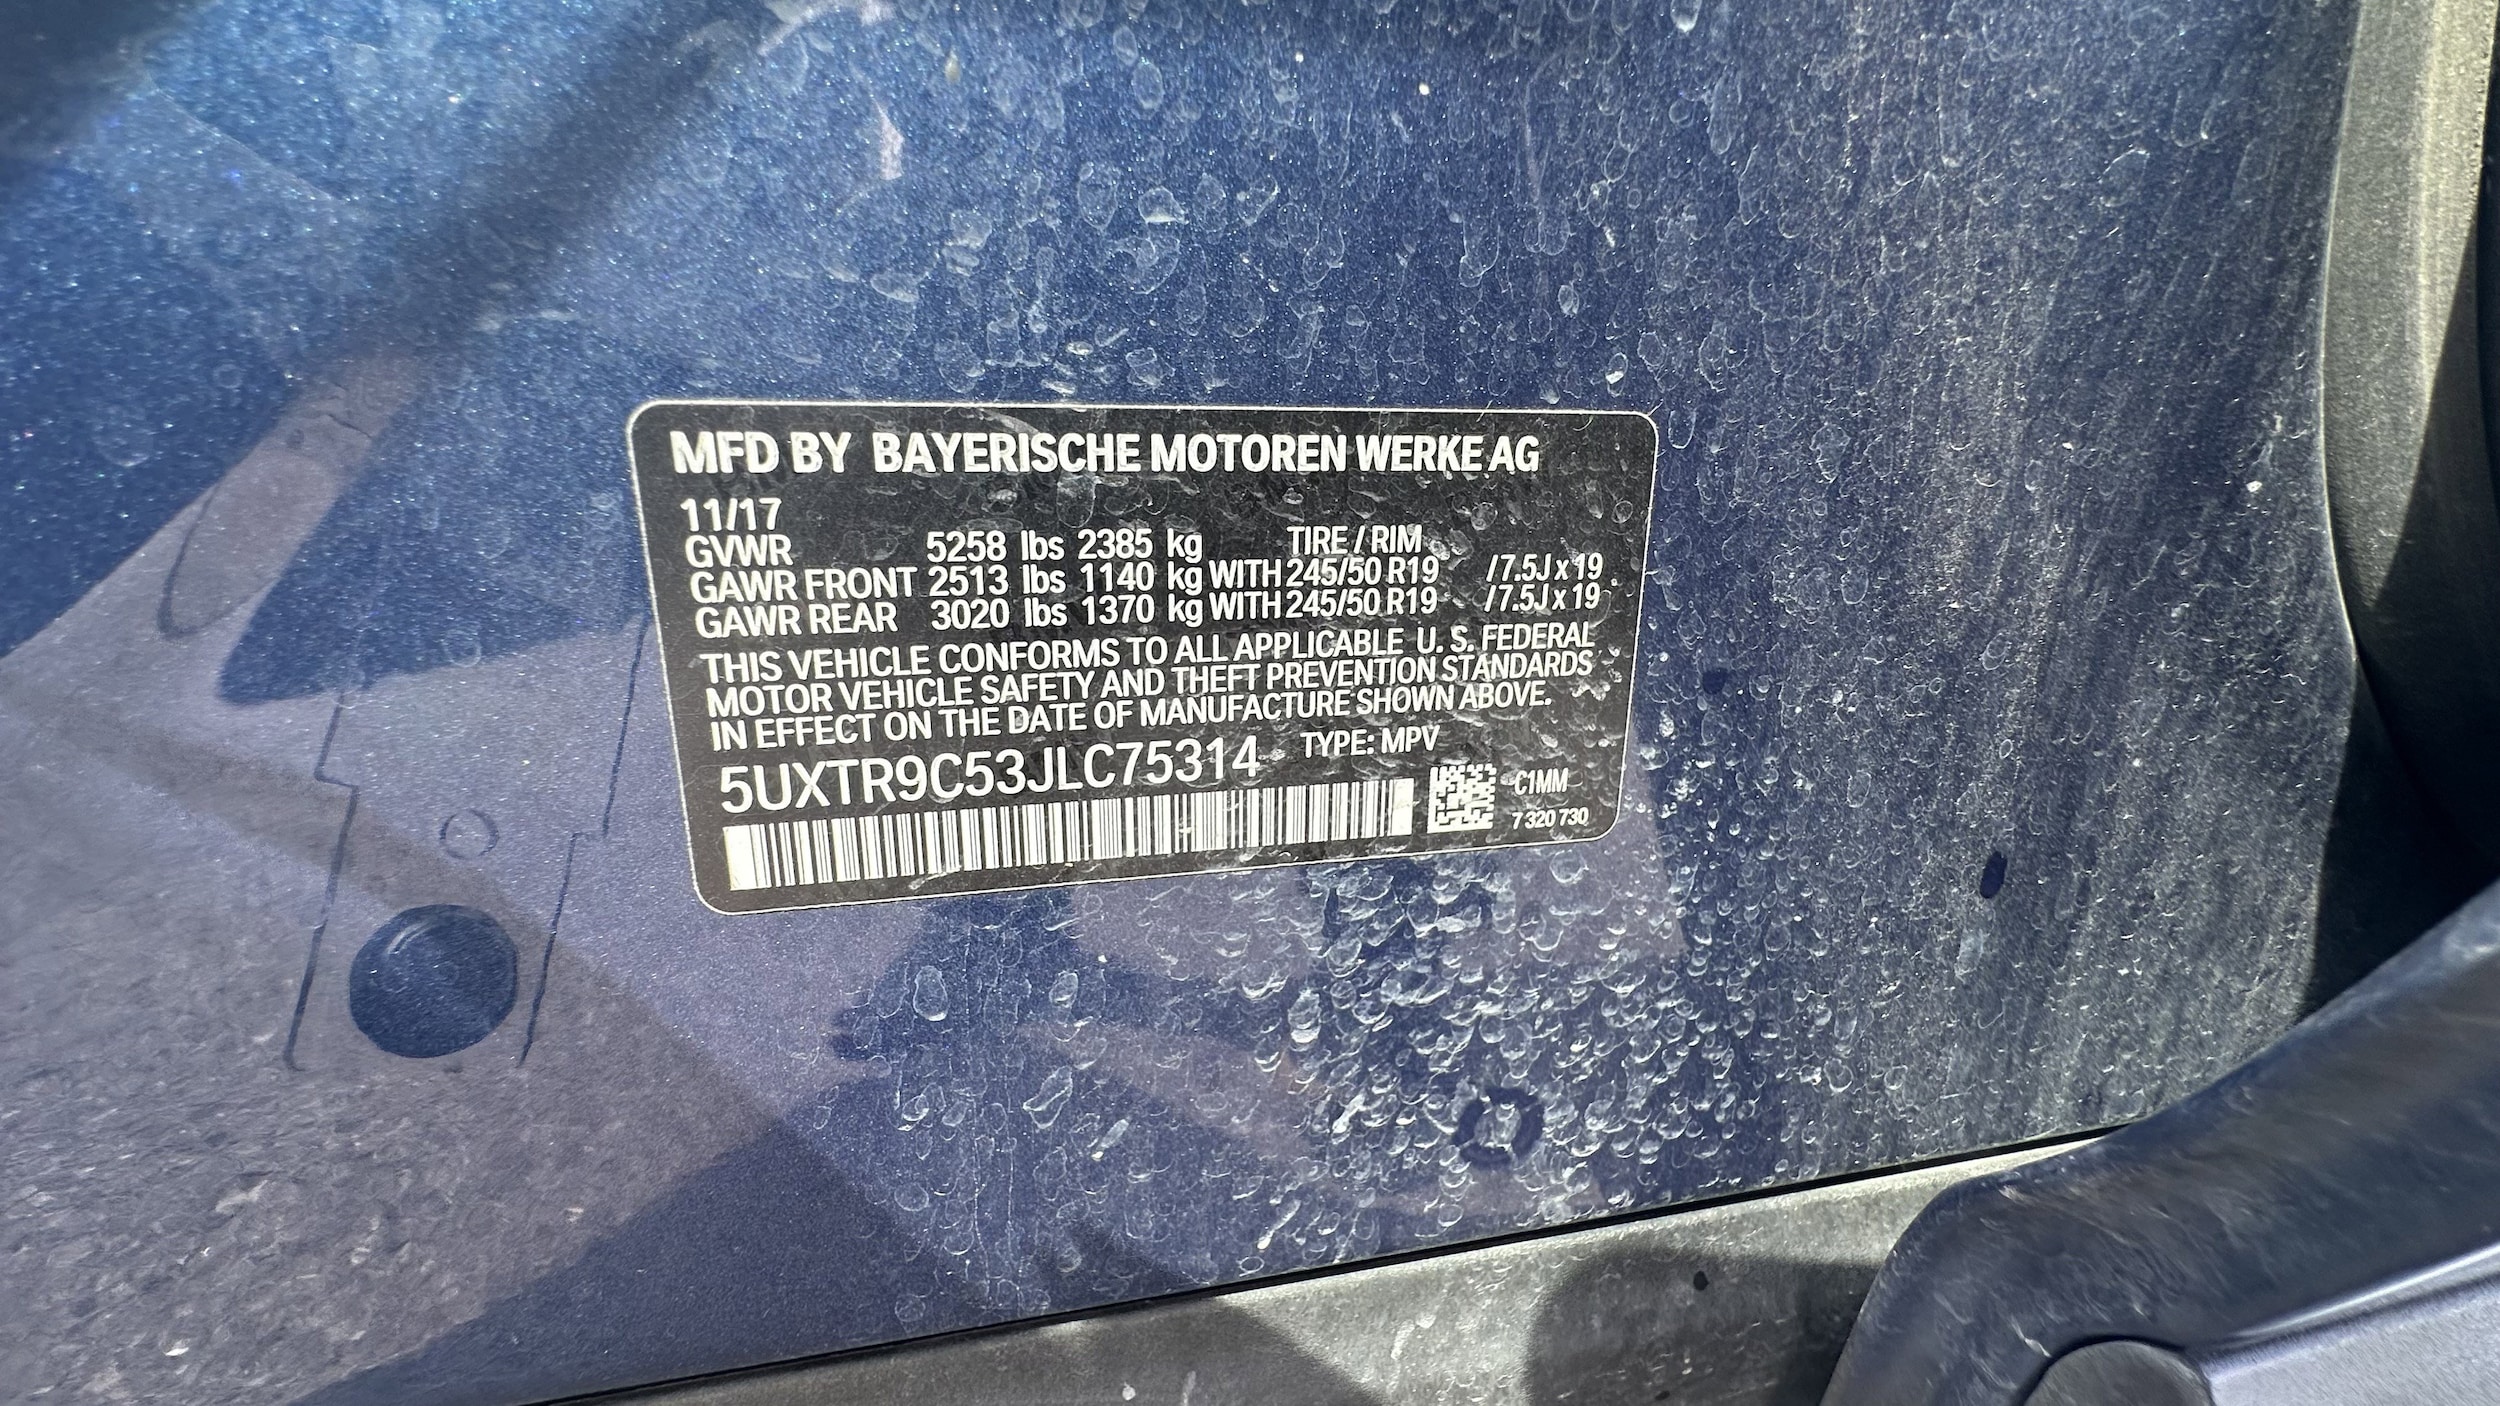 MFD BY BAYERISCHE MOTOREN WERKE AG
11/17
GVWR 5258 lbs 2385 kg TIRE / RIM
GAWR FRONT 2513 lbs 1140 kg WITH 245/50 R19 /7.5J x 19
GAWR REAR 3020 lbs 1370 kg WITH 245/50 R19 /7.5J x 19
THIS VEHICLE CONFORMS TO ALL APPLICABLE U. S. FEDERAL
MOTOR VEHICLE SAFETY AND THEFT PREVENTION STANDARDS
IN EFFECT ON THE DATE OF MANUFACTURE SHOWN ABOVE.
5UXTR9C53JLC75314 TYPE: MPV
C1MM
7 320 730